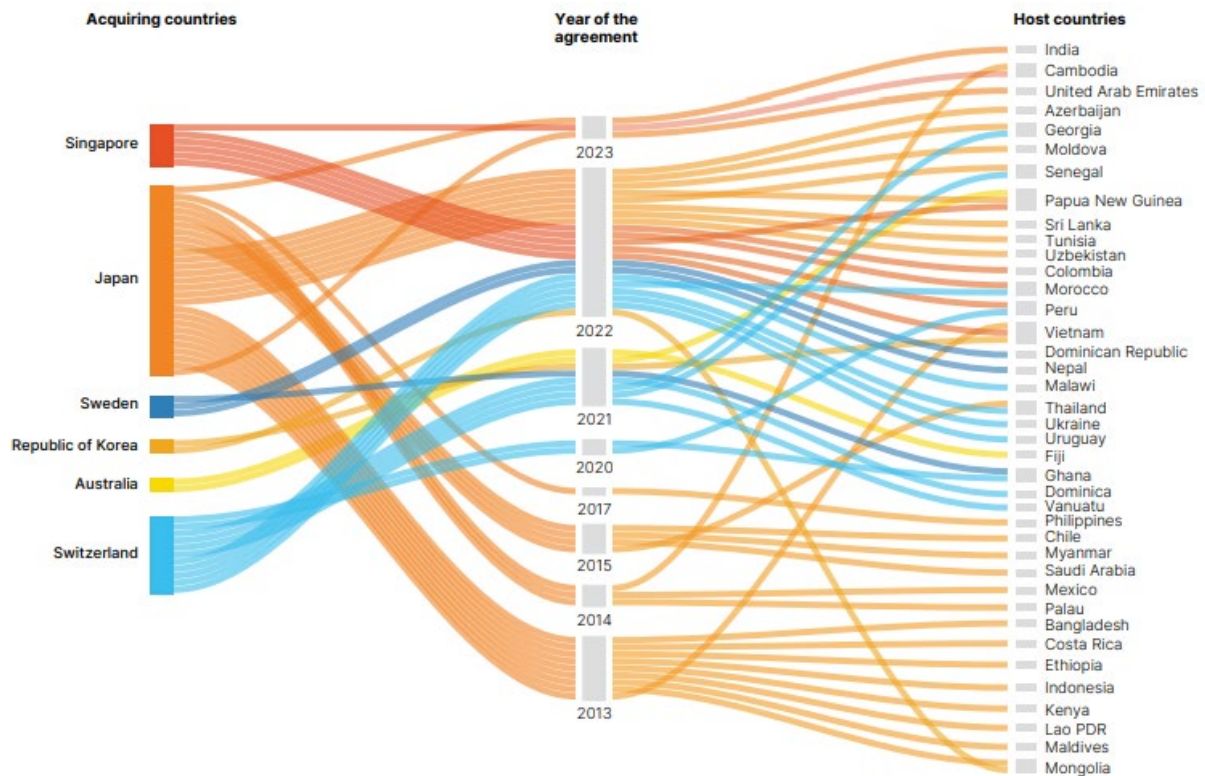 Acquiring countries
Year of the
agreement
Host countries
Singapore
Japan
Sweden
Republic of Korea
Australia
Switzerland
2023
2022
2021
2020
2017
2015
2014
2013
India
Cambodia
United Arab Emirates
Azerbaijan
Georgia
Moldova
Senegal
Papua New Guinea
Sri Lanka
Tunisia
Uzbekistan
Colombia
Morocco
Peru
Vietnam
Dominican Republic
Nepal
Malawi
Thailand
Ukraine
Uruguay
Fiji
Ghana
Dominica
Vanuatu
Philippines
Chile
Myanmar
Saudi Arabia
Mexico
Palau
Bangladesh
Costa Rica
Ethiopia
Indonesia
Kenya
Lao PDR
Maldives
Mongolia